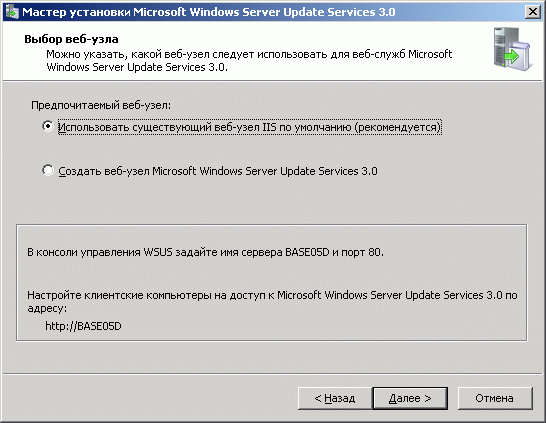 Мастер установки Microsoft Windows Server Update Services 3.0
Выбор веб-узла
Можно указать, какой веб-узел следует использовать для веб-служб Microsoft
Windows Server Update Services 3.0.
Предпочитаемый веб-узел:
Использовать существующий веб-узел IIS по умолчанию (рекомендуется)
Создать веб-узел Microsoft Windows Server Update Services 3.0
В консоли управления WSUS задайте имя сервера BASE05D и порт 80.
Настройте клиентские компьютеры на доступ к Microsoft Windows Server Update Services 3.0 по
адресу:
http://BASE05D
< Назад Далее > Отмена